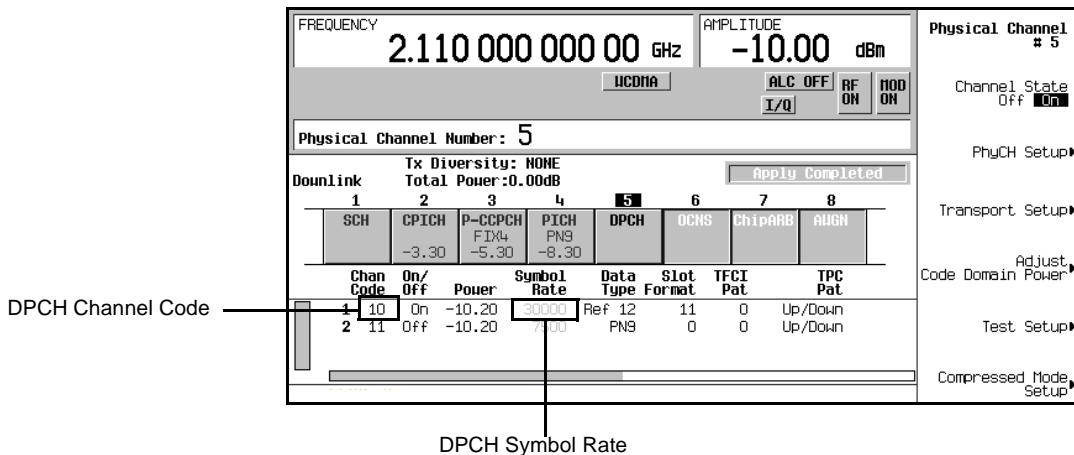 FREQUENCY
2.110 000 000 00 GHz
AMPLITUDE
-10.00 dBm
WCDMA
ALC OFF
I/Q
RF ON
MOD ON
Physical Channel Number: 5
Tx Diversity: NONE
Downlink Total Power:0.00dB
Apply Completed
1 2 3 4 5 6 7 8
SCH CPICH P-CCPCH PICH DPCH OCNS ChipARB AWGN
FIX4 PN9
-3.30 -5.30 -8.30
Chan On/ Symbol Data Slot TFCI TPC
Code Off Power Rate Type Format Pat Pat
1 10 On -10.20 30000 Ref 12 11 0 Up/Down
2 11 Off -10.20 7500 PN9 0 0 Up/Down
Physical Channel
# 5
Channel State
Off On
PhyCH Setup
Transport Setup
Adjust
Code Domain Power
Test Setup
Compressed Mode
Setup
DPCH Channel Code
DPCH Symbol Rate